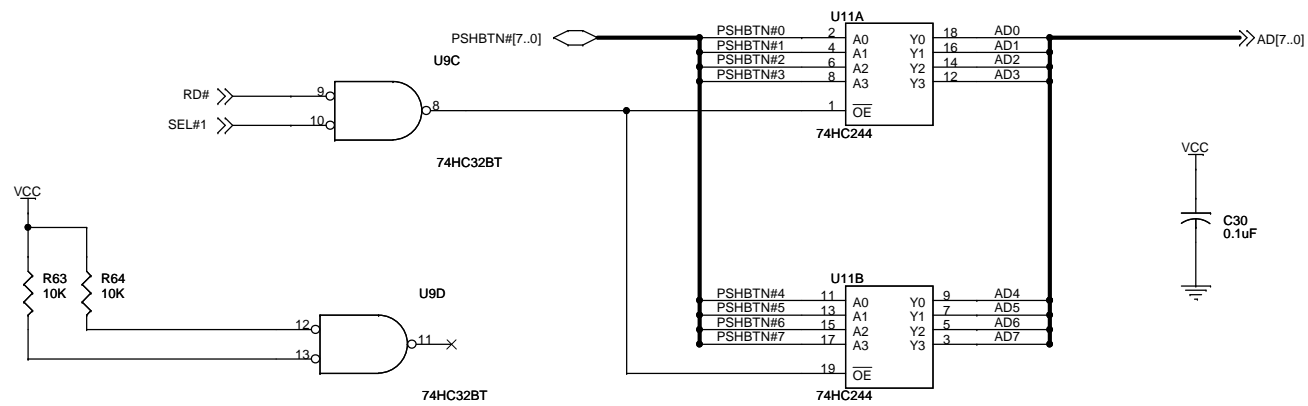 U11A
PSHBTN#[7..0]
PSHBTN#0 2 A0 Y0 18 AD0
PSHBTN#1 4 A1 Y1 16 AD1
PSHBTN#2 6 A2 Y2 14 AD2
PSHBTN#3 8 A3 Y3 12 AD3
AD[7..0]
U9C
RD# 9
8
1 OE
SEL#1 10
74HC244
74HC32BT
VCC
VCC
C30
0.1uF
R63
10K
R64
10K
U9D
U11B
PSHBTN#4 11 A0 Y0 9 AD4
PSHBTN#5 13 A1 Y1 7 AD5
PSHBTN#6 15 A2 Y2 5 AD6
PSHBTN#7 17 A3 Y3 3 AD7
12
11
13
19 OE
74HC32BT
74HC244